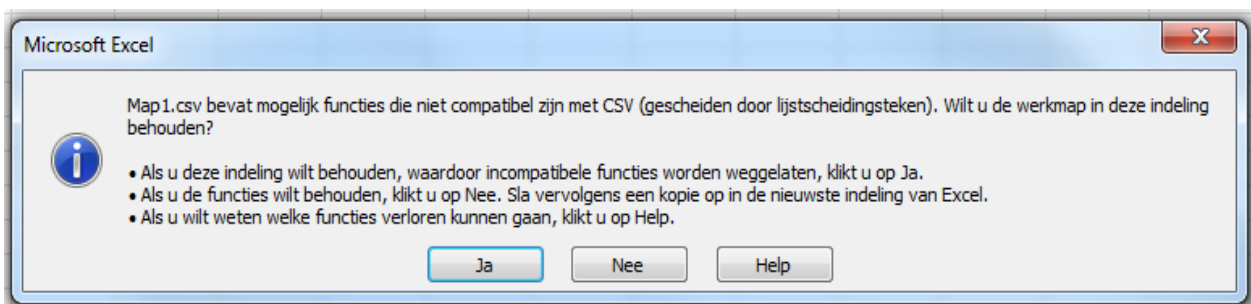 Microsoft Excel
Map1.csv bevat mogelijk functies die niet compatibel zijn met CSV (gescheiden door lijstscheidingsteken). Wilt u de werkmap in deze indeling
behouden?
• Als u deze indeling wilt behouden, waardoor incompatibele functies worden weggelaten, klikt u op Ja.
• Als u de functies wilt behouden, klikt u op Nee. Sla vervolgens een kopie op in de nieuwste indeling van Excel.
• Als u wilt weten welke functies verloren kunnen gaan, klikt u op Help.
Ja Nee Help